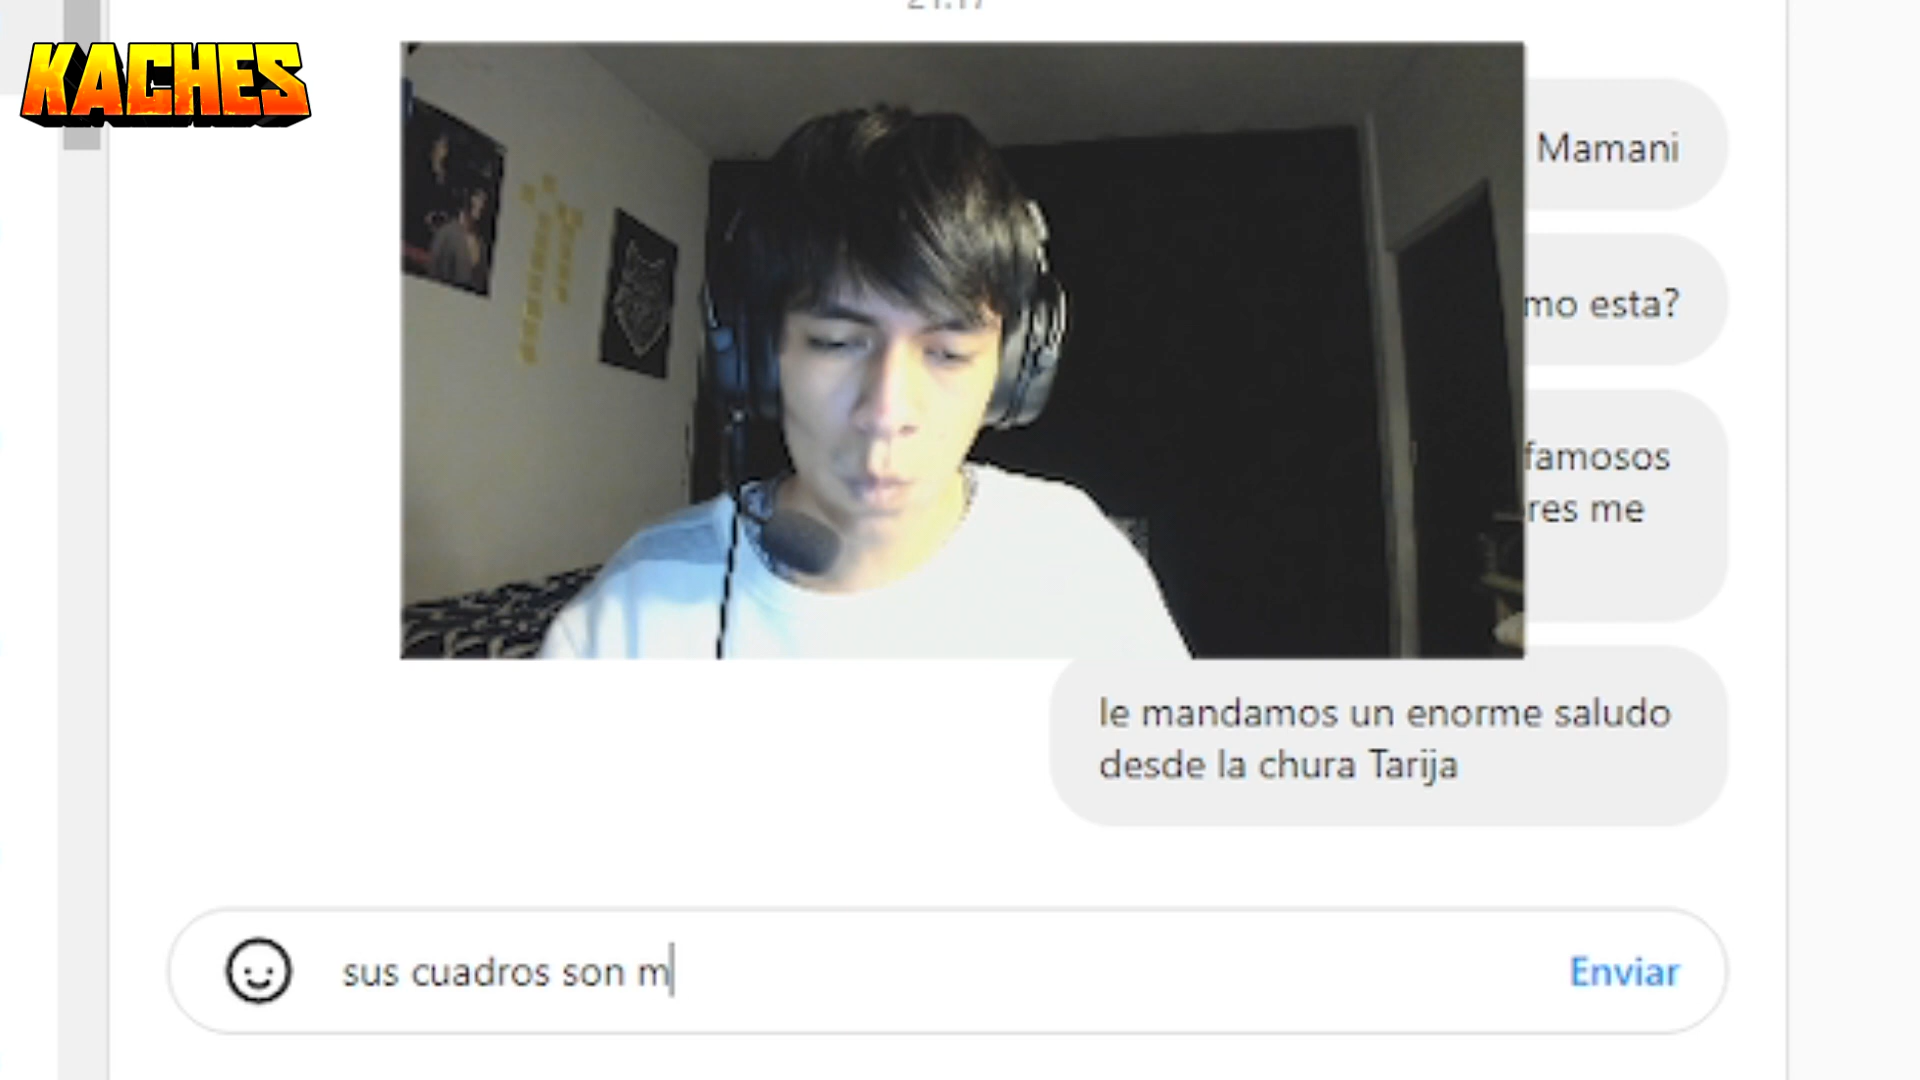 KACHES
Mamani
mo esta?
famosos
res me
le mandamos un enorme saludo
desde la chura Tarija
sus cuadros son m
Enviar